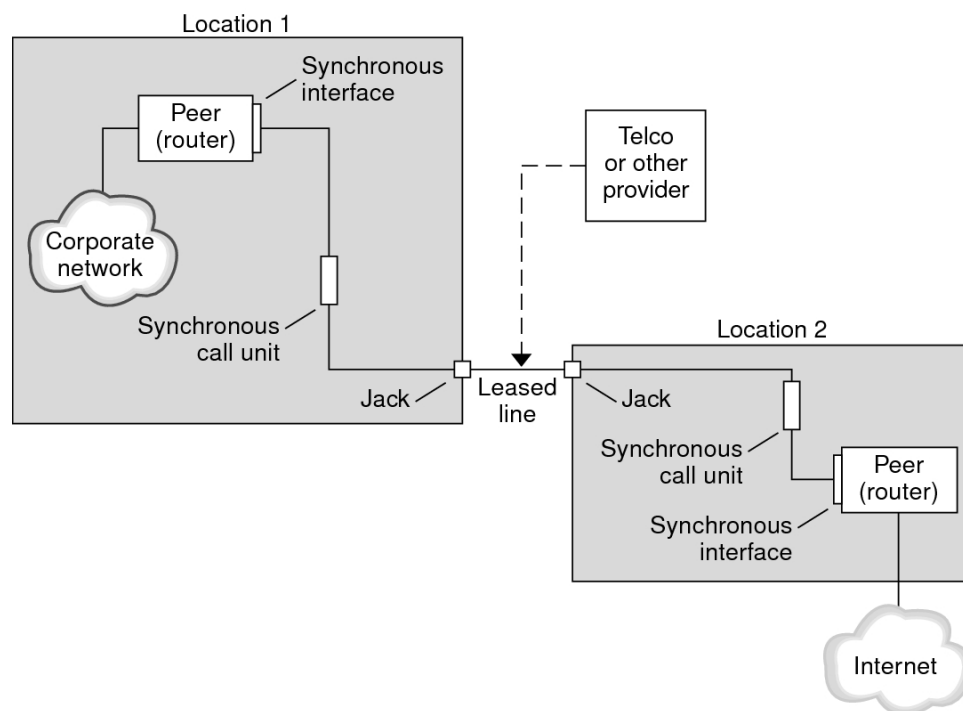 Location 1
Synchronous
interface
Peer
(router)
Telco
or other
provider
Corporate
network
Synchronous
call unit
Jack
Leased
line
Location 2
Jack
Synchronous
call unit
Peer
(router)
Synchronous
interface
Internet